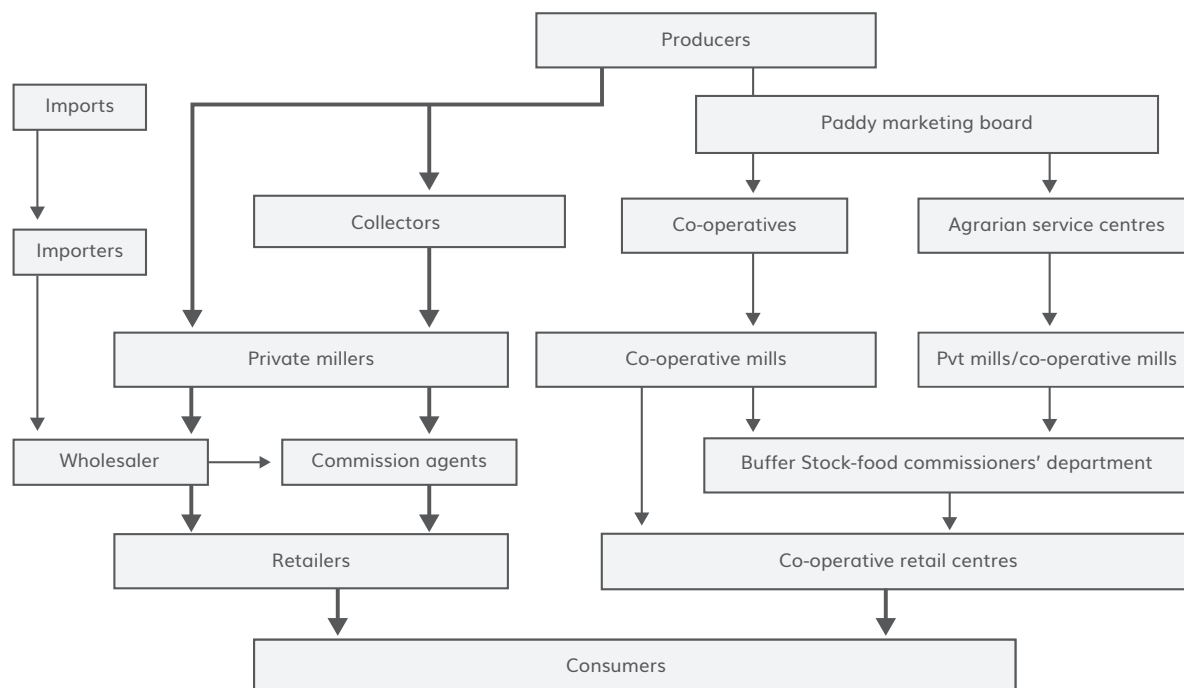 Producers
Imports
Paddy marketing board
Collectors
Co-operatives
Agrarian service centres
Importers
Private millers
Co-operative mills
Pvt mills/co-operative mills
Wholesaler
Commission agents
Buffer Stock-food commissioners’ department
Retailers
Co-operative retail centres
Consumers